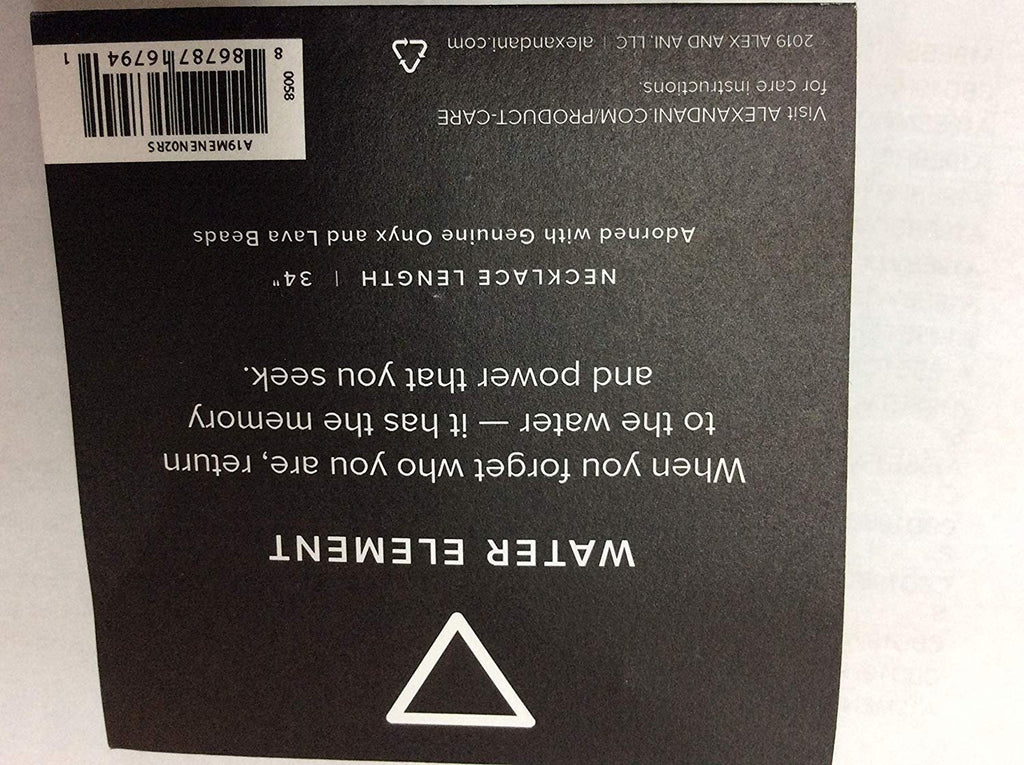 WATER ELEMENT
When you forget who you are, return
to the water — it has the memory
and power that you seek.
NECKLACE LENGTH | 34"
Adorned with Genuine Onyx and Lava Beads
Visit ALEXANDANI.COM/PRODUCT-CARE
for care instructions.
2019 ALEX AND ANI, LLC | alexandani.com
A19MENEN02RS
0058
8 86787 16794 1